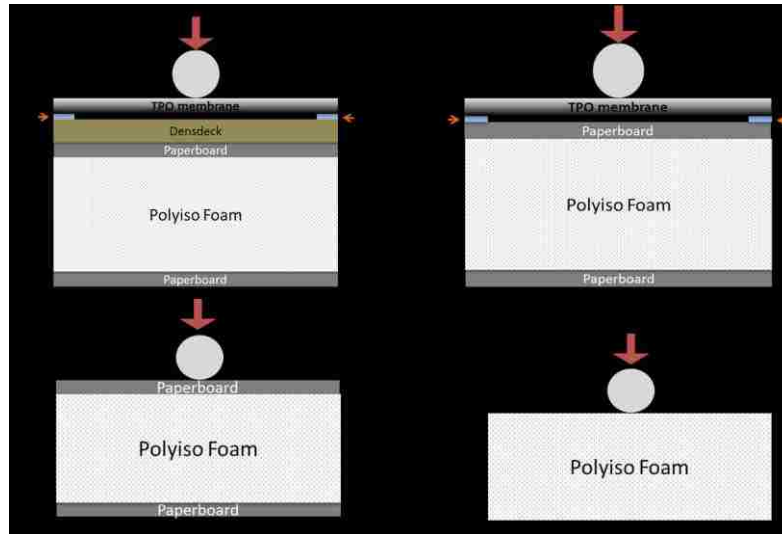 TPO membrane
Densdeck
Paperboard
Polyiso Foam
Paperboard
TPO membrane
Paperboard
Polyiso Foam
Paperboard
Paperboard
Polyiso Foam
Paperboard
Polyiso Foam